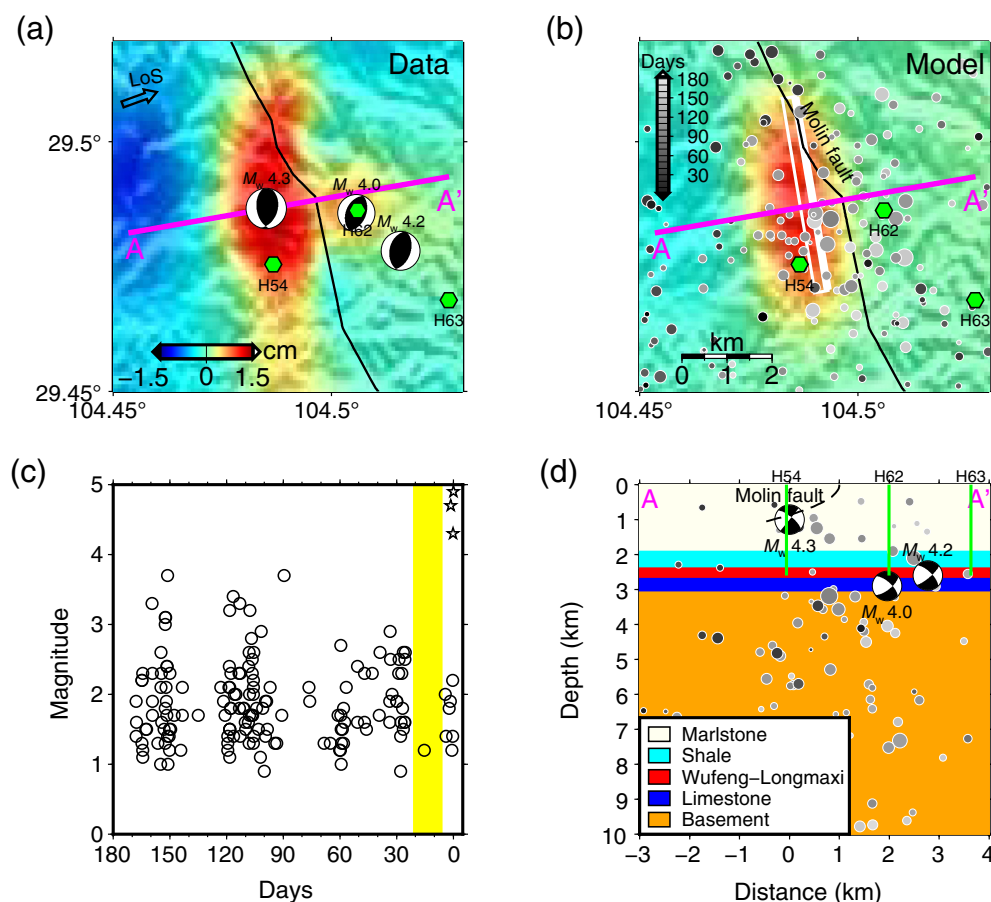 (a)
LoS
Data
29.5°
Mw 4.3
Mw 4.0
A
A'
Mw 4.2
H62
H54
H63
cm
−1.5 0 1.5
29.45°
104.45° 104.5°
(b)
Days
180
150
120
90
60
30
Model
Molin fault
A
A'
H62
H54
H63
km
0 1 2
29.45°
104.45° 104.5°
(c)
Magnitude
5
4
3
2
1
0
180 150 120 90 60 30 0
Days
(d)
H54 H62 H63
A
Molin fault
A'
Mw 4.3
Mw 4.2
Mw 4.0
Depth (km)
0
1
2
3
4
5
6
7
8
9
10
Marlstone
Shale
Wufeng−Longmaxi
Limestone
Basement
−3 −2 −1 0 1 2 3 4
Distance (km)